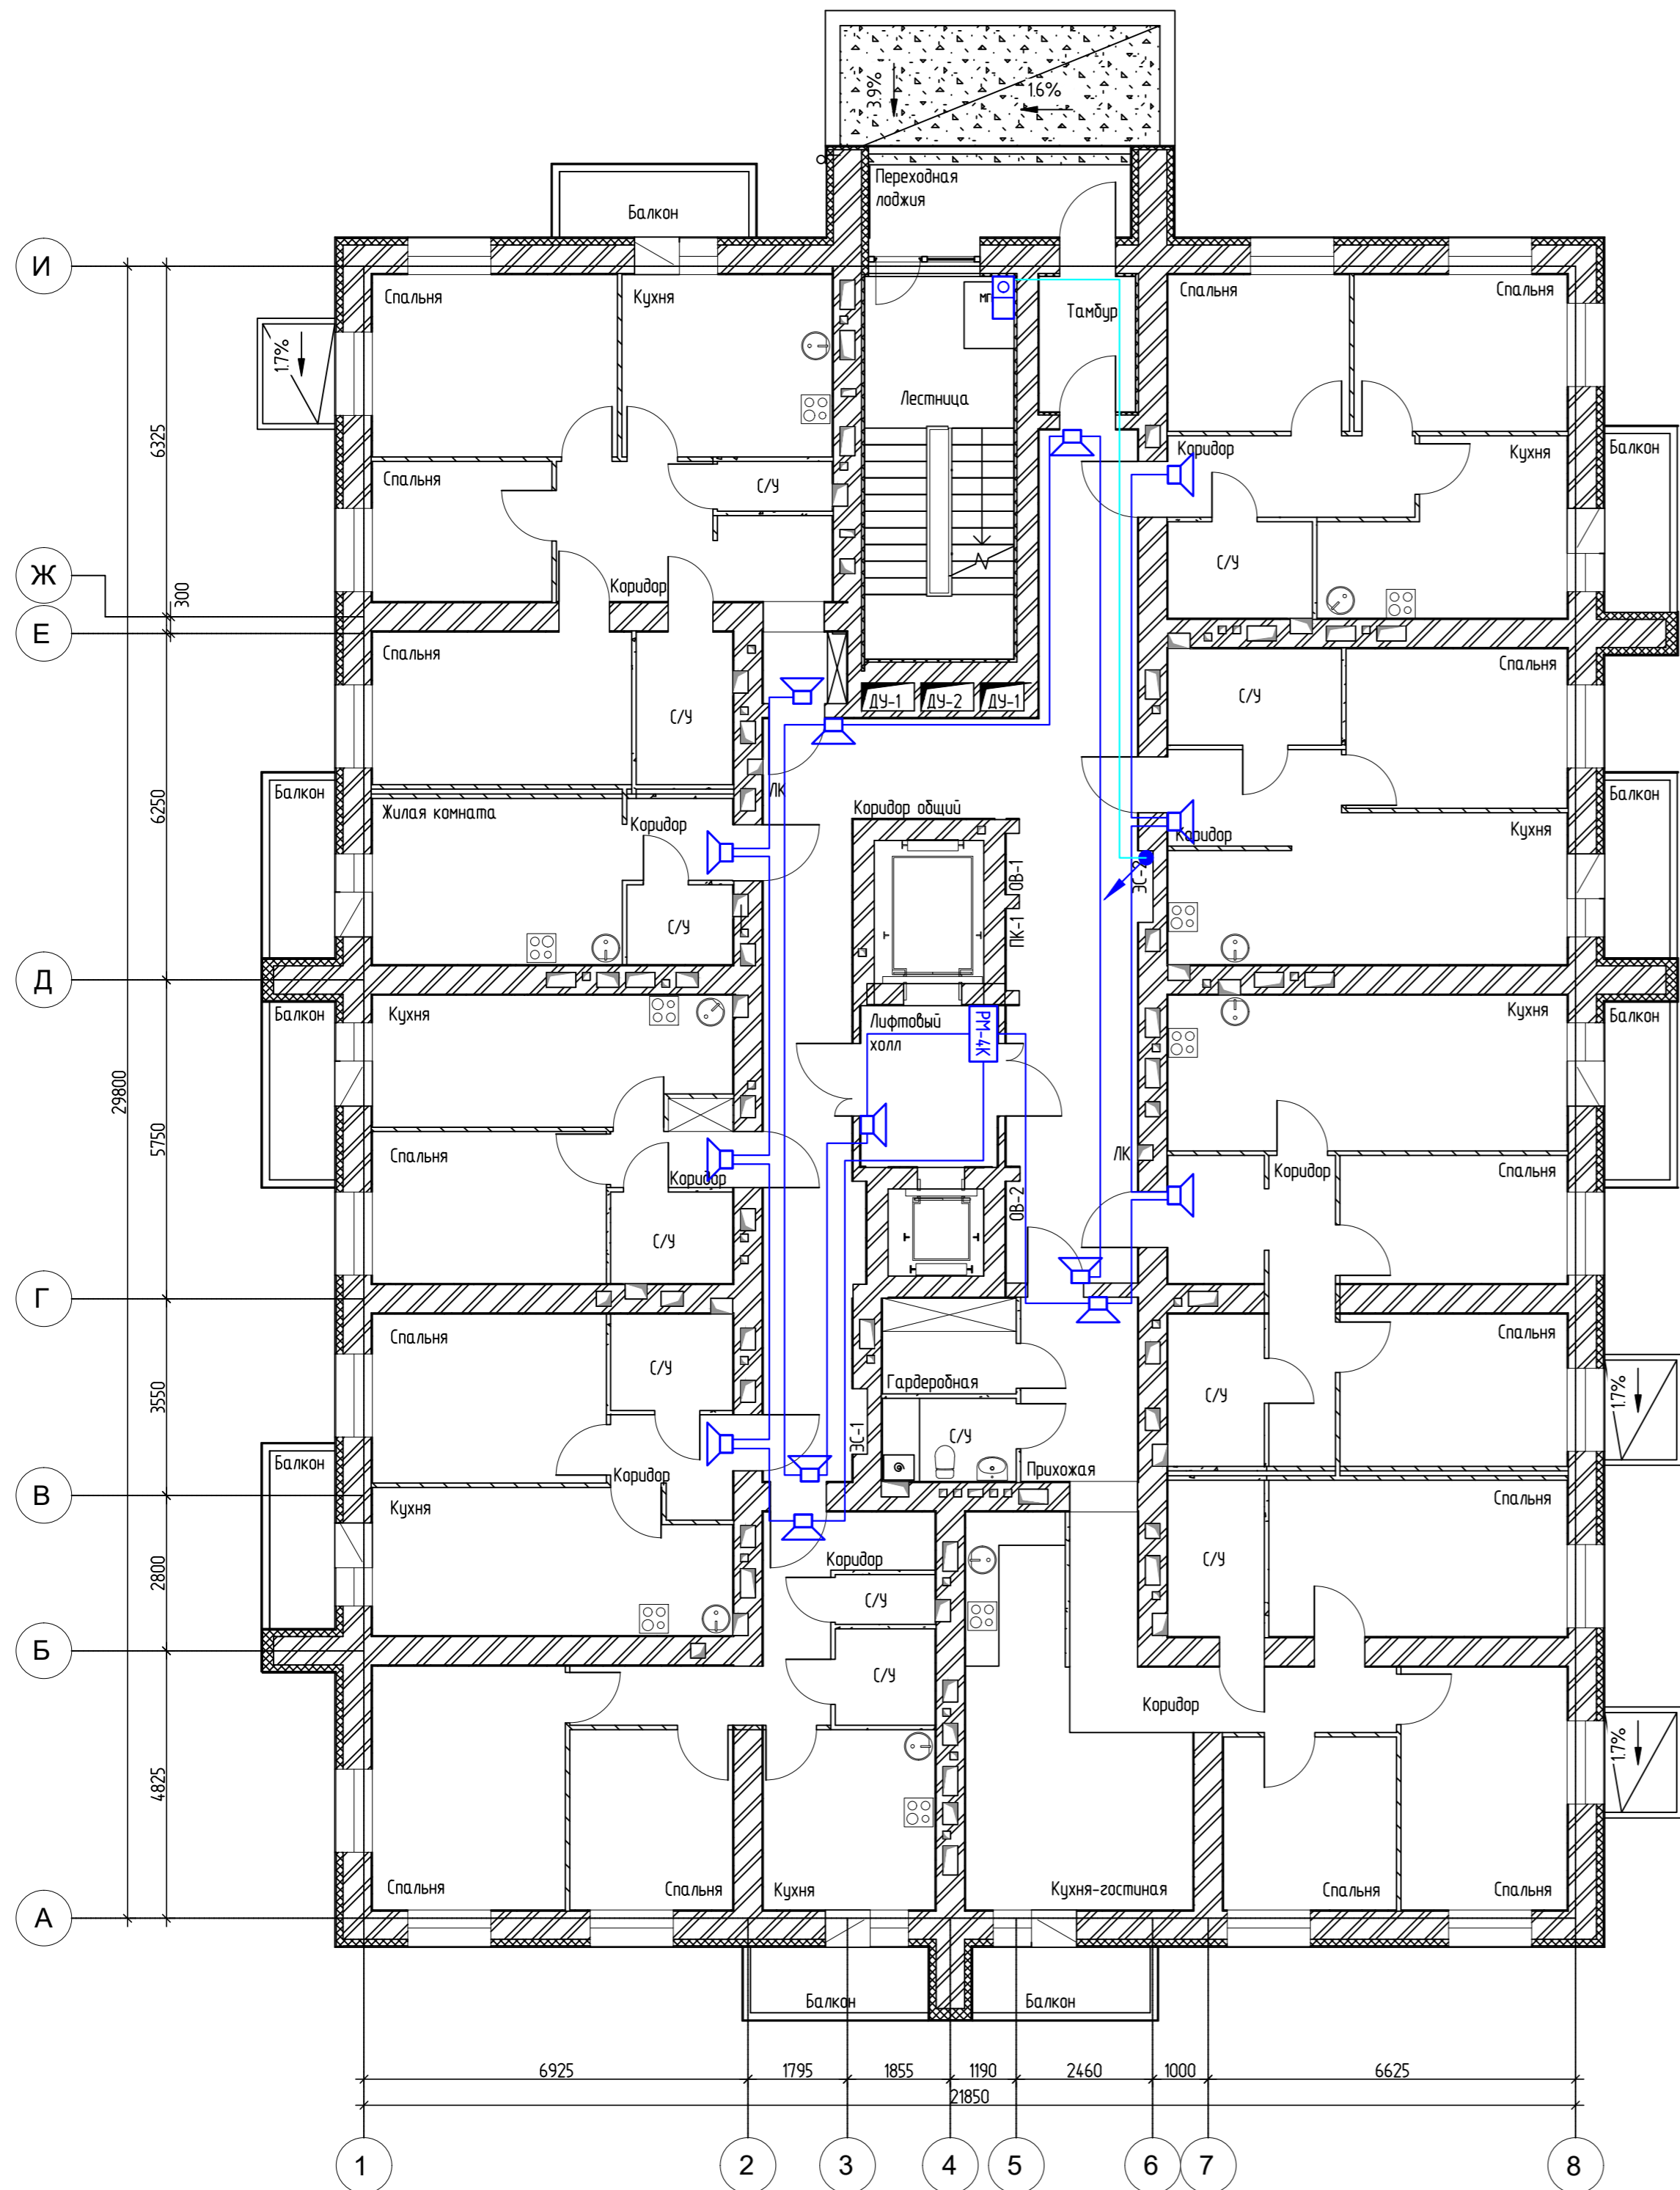 3.9%
1.6%
Переходная
лоджия
Балкон
И
Спальня
Кухня
МГ
Тамбур
Спальня
Спальня
1.7%
Лестница
6325
Спальня
С/У
Коридор
Кухня
Балкон
Ж
300
Коридор
С/У
Е
Спальня
С/У
ДУ-1
ДУ-2
ДУ-1
С/У
Спальня
6250
Балкон
Жилая комната
Коридор
ЛК
Коридор общий
Коридор
Кухня
Балкон
ОВ-1
ПК-1
ЭС-2
С/У
Д
Балкон
Кухня
Лифтовый
холл
РМ-4К
Кухня
Балкон
29800
5750
Спальня
Коридор
ЛК
Коридор
Спальня
ОВ-2
С/У
Г
Спальня
С/У
Спальня
3550
Гардеробная
С/У
1.7%
ЭС-1
С/У
Балкон
Коридор
Прихожая
В
Кухня
Спальня
2800
Коридор
С/У
С/У
Б
С/У
Коридор
1.7%
4825
Спальня
Спальня
Кухня
Кухня-гостиная
Спальня
Спальня
А
Балкон
Балкон
6925
1795
1855
1190
2460
1000
6625
21850
1
2
3
4
5
6
7
8